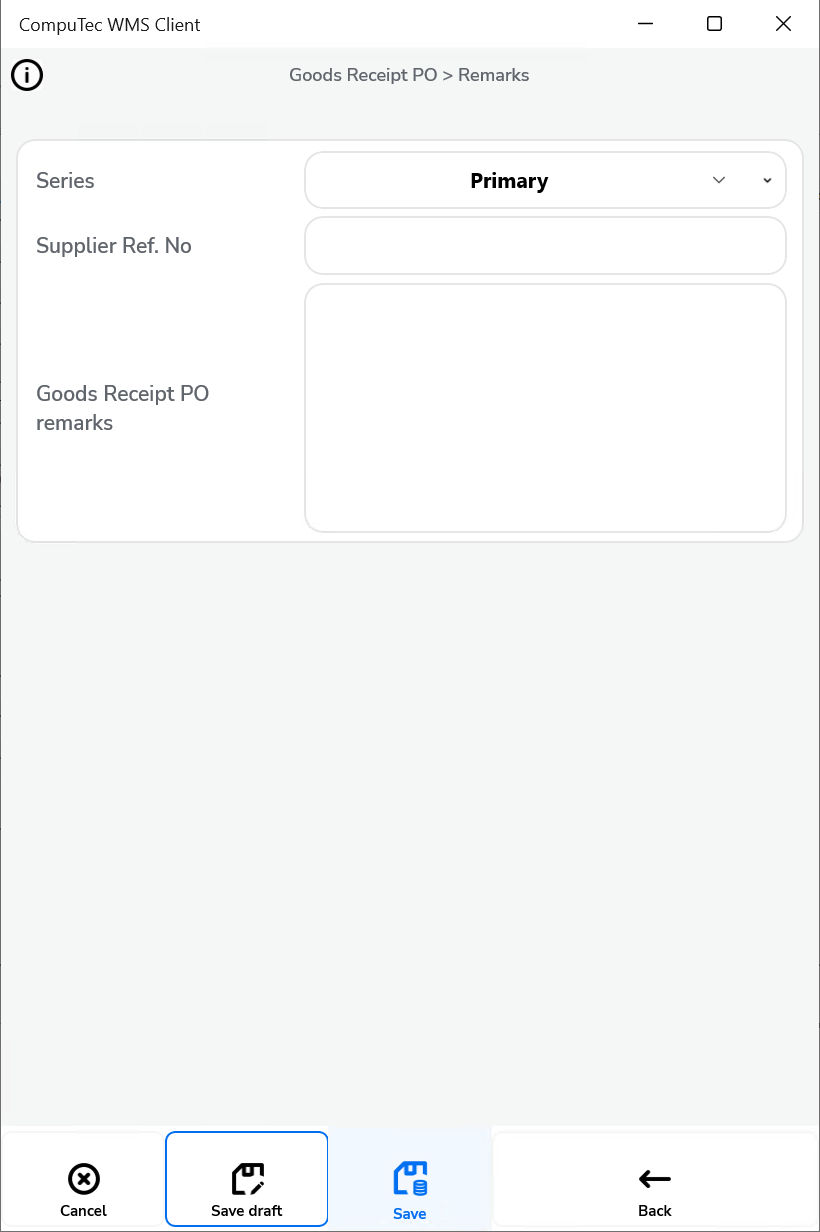 CompuTec WMS Client
Goods Receipt PO > Remarks
Series
Primary
Supplier Ref. No
Goods Receipt PO
remarks
Cancel
Save draft
Save
Back